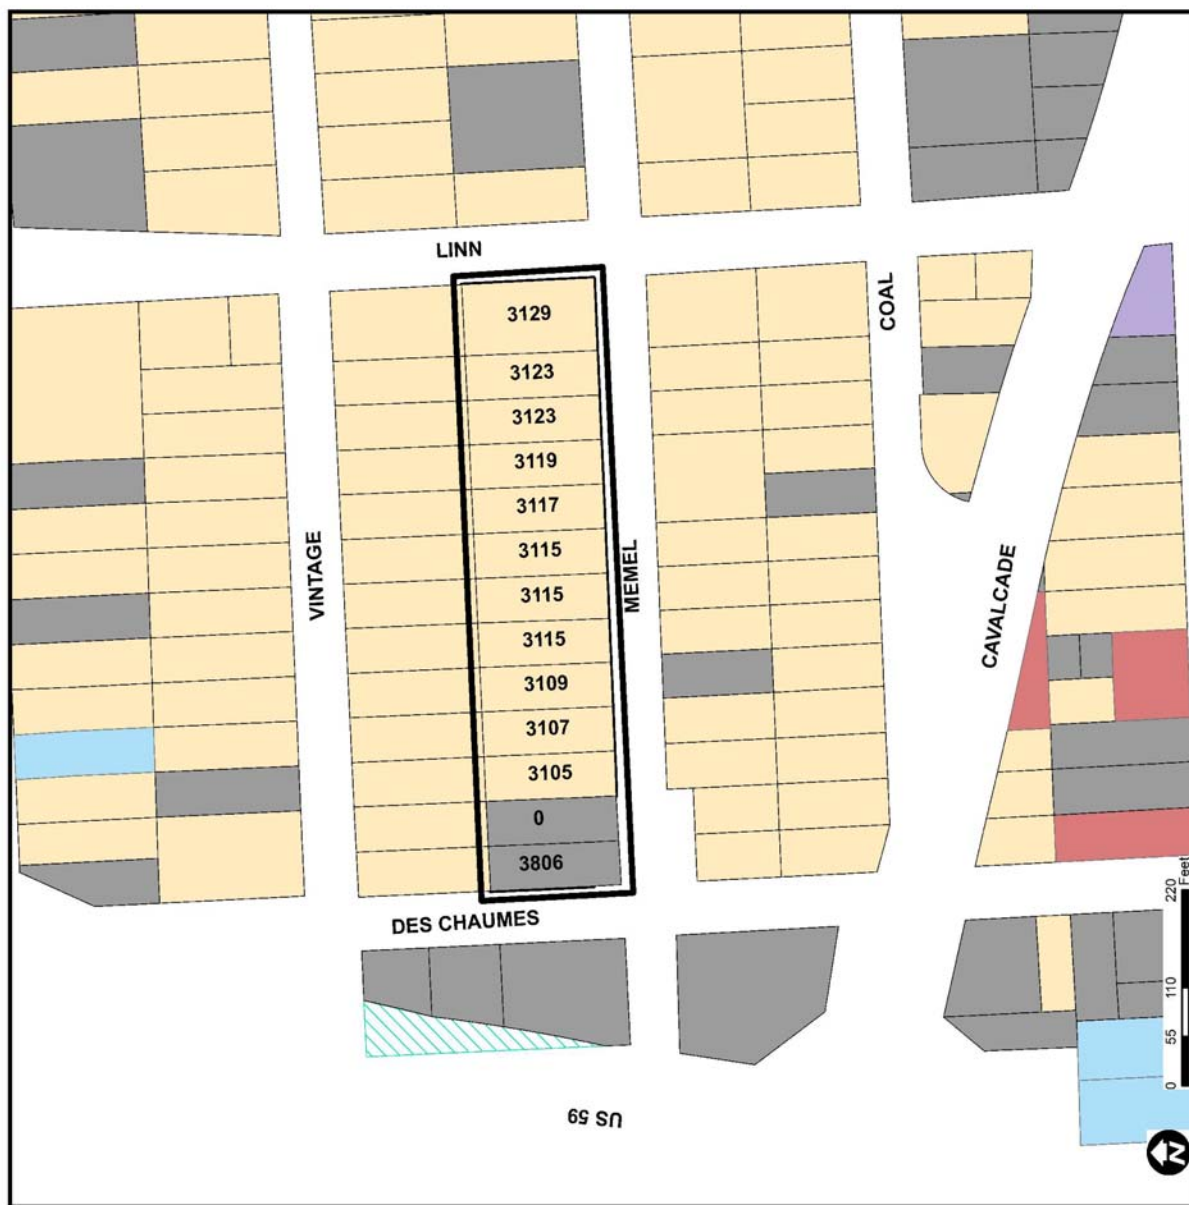 LINN
3129
3123
COAL
3123
3119
3117
3115
VINTAGE
MEMEL
3115
CAVALCADE
3115
3109
3107
3105
0
3806
DES CHAUMES
US 59
0 55 110 220
Feet
N